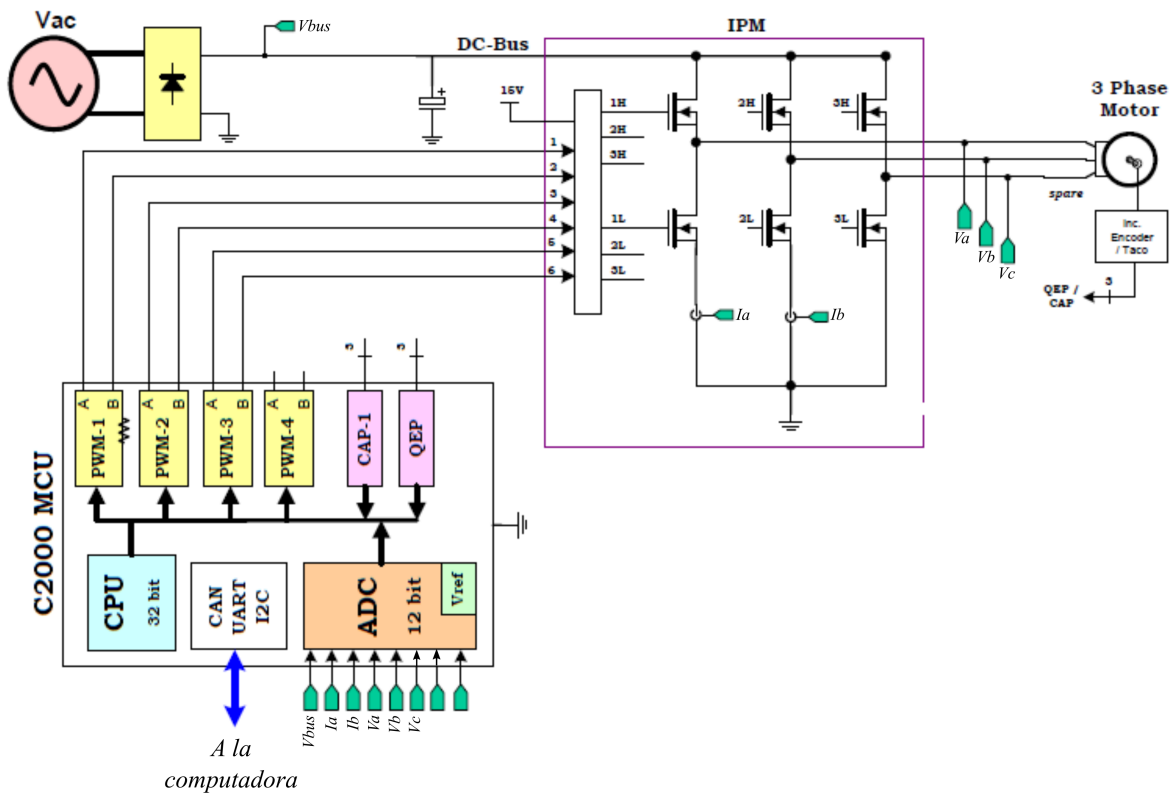 Vac
Vbus
DC-Bus
IPM
15V
1H
2H
3H
2H
3H
1
2
3
4
5
6
1L
2L
3L
2L
3L
Ia
Ib
3 Phase
Motor
spare
Va
Vb
Vc
Inc.
Encoder
/ Taco
QEP /
CAP
3
3
3
C2000 MCU
A
B
PWM-1
A
B
PWM-2
A
B
PWM-3
A
B
PWM-4
CAP-1
QEP
CPU
32 bit
CAN
UART
I2C
ADC
12 bit
Vref
Vbus
Ia
Ib
Va
Vb
Vc
A la
computadora